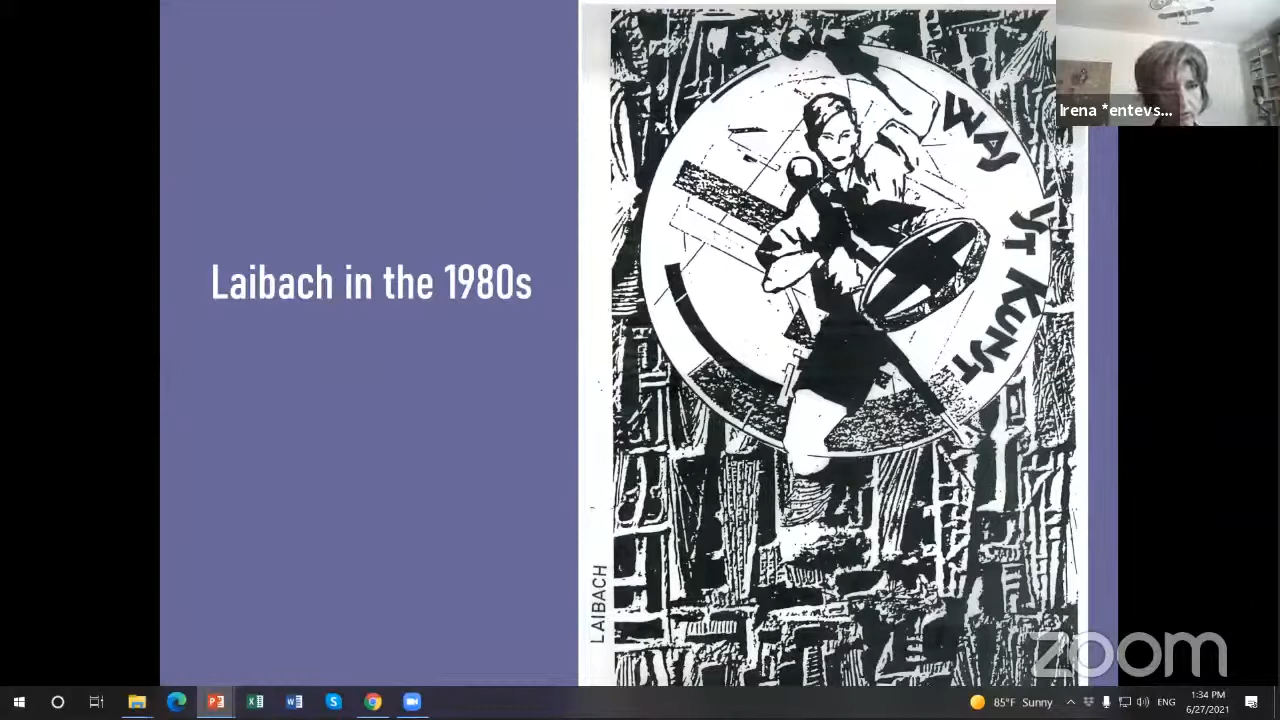 Laibach in the 1980s
WAS IST KUNST
LAIBACH
Irena *entevs...
zoom
85°F Sunny
ENG
1:34 PM
6/27/2021